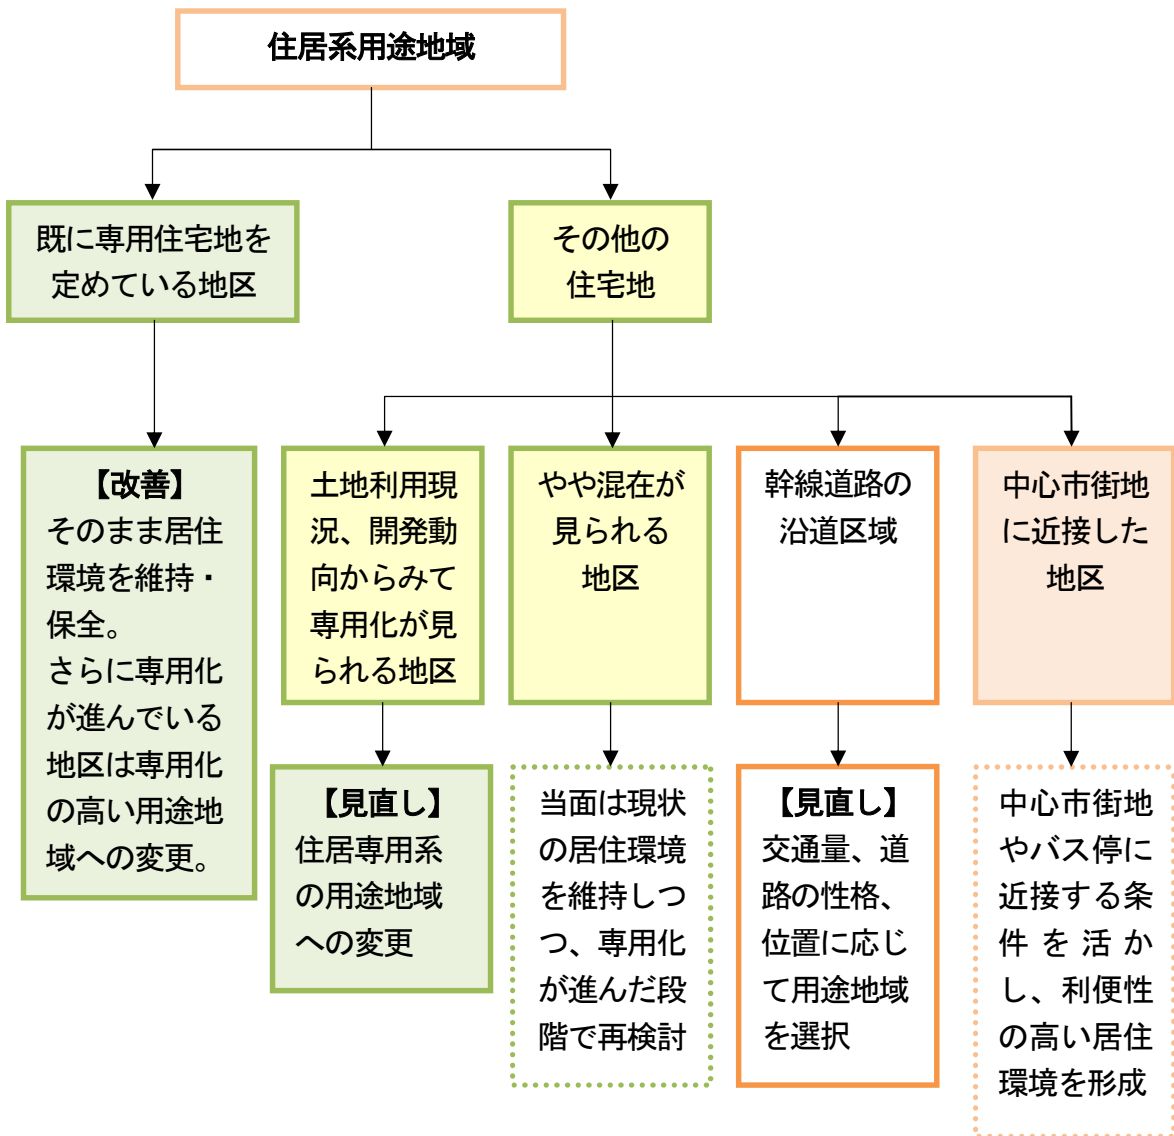 住居系用途地域
既に専用住宅地を
定めている地区
その他の
住宅地
【改善】
そのまま居住
環境を維持・
保全。
さらに専用化
が進んでいる
地区は専用化
の高い用途地
域への変更。
土地利用現
況、開発動
向からみて
専用化が見
られる地区
やや混在が
見られる
地区
幹線道路の
沿道区域
中心市街地
に近接した
地区
【見直し】
住居専用系
の用途地域
への変更
当面は現状
の居住環境
を維持しつ
つ、専用化
が進んだ段
階で再検討
【見直し】
交通量、道
路の性格、
位置に応じ
て用途地域
を選択
中心市街地
やバス停に
近接する条
件を活か
し、利便性
の高い居住
環境を形成